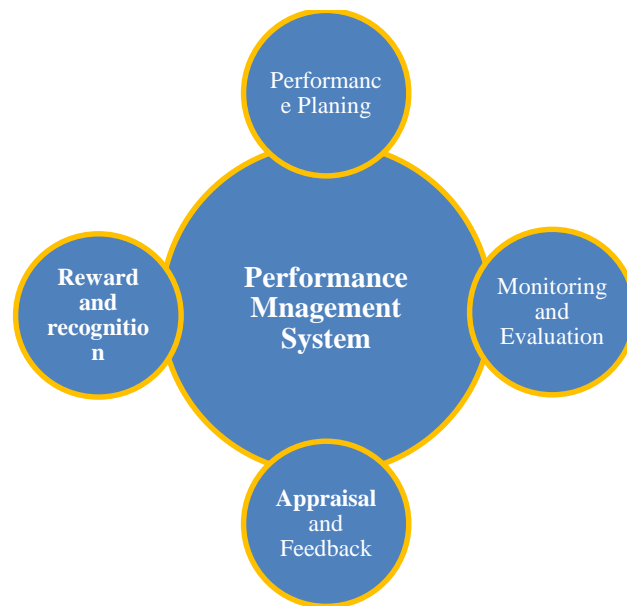 Performanc
e Planing
Reward
and
recognitio
n
Performance
Mnagement
System
Monitoring
and
Evaluation
Appraisal
and
Feedback